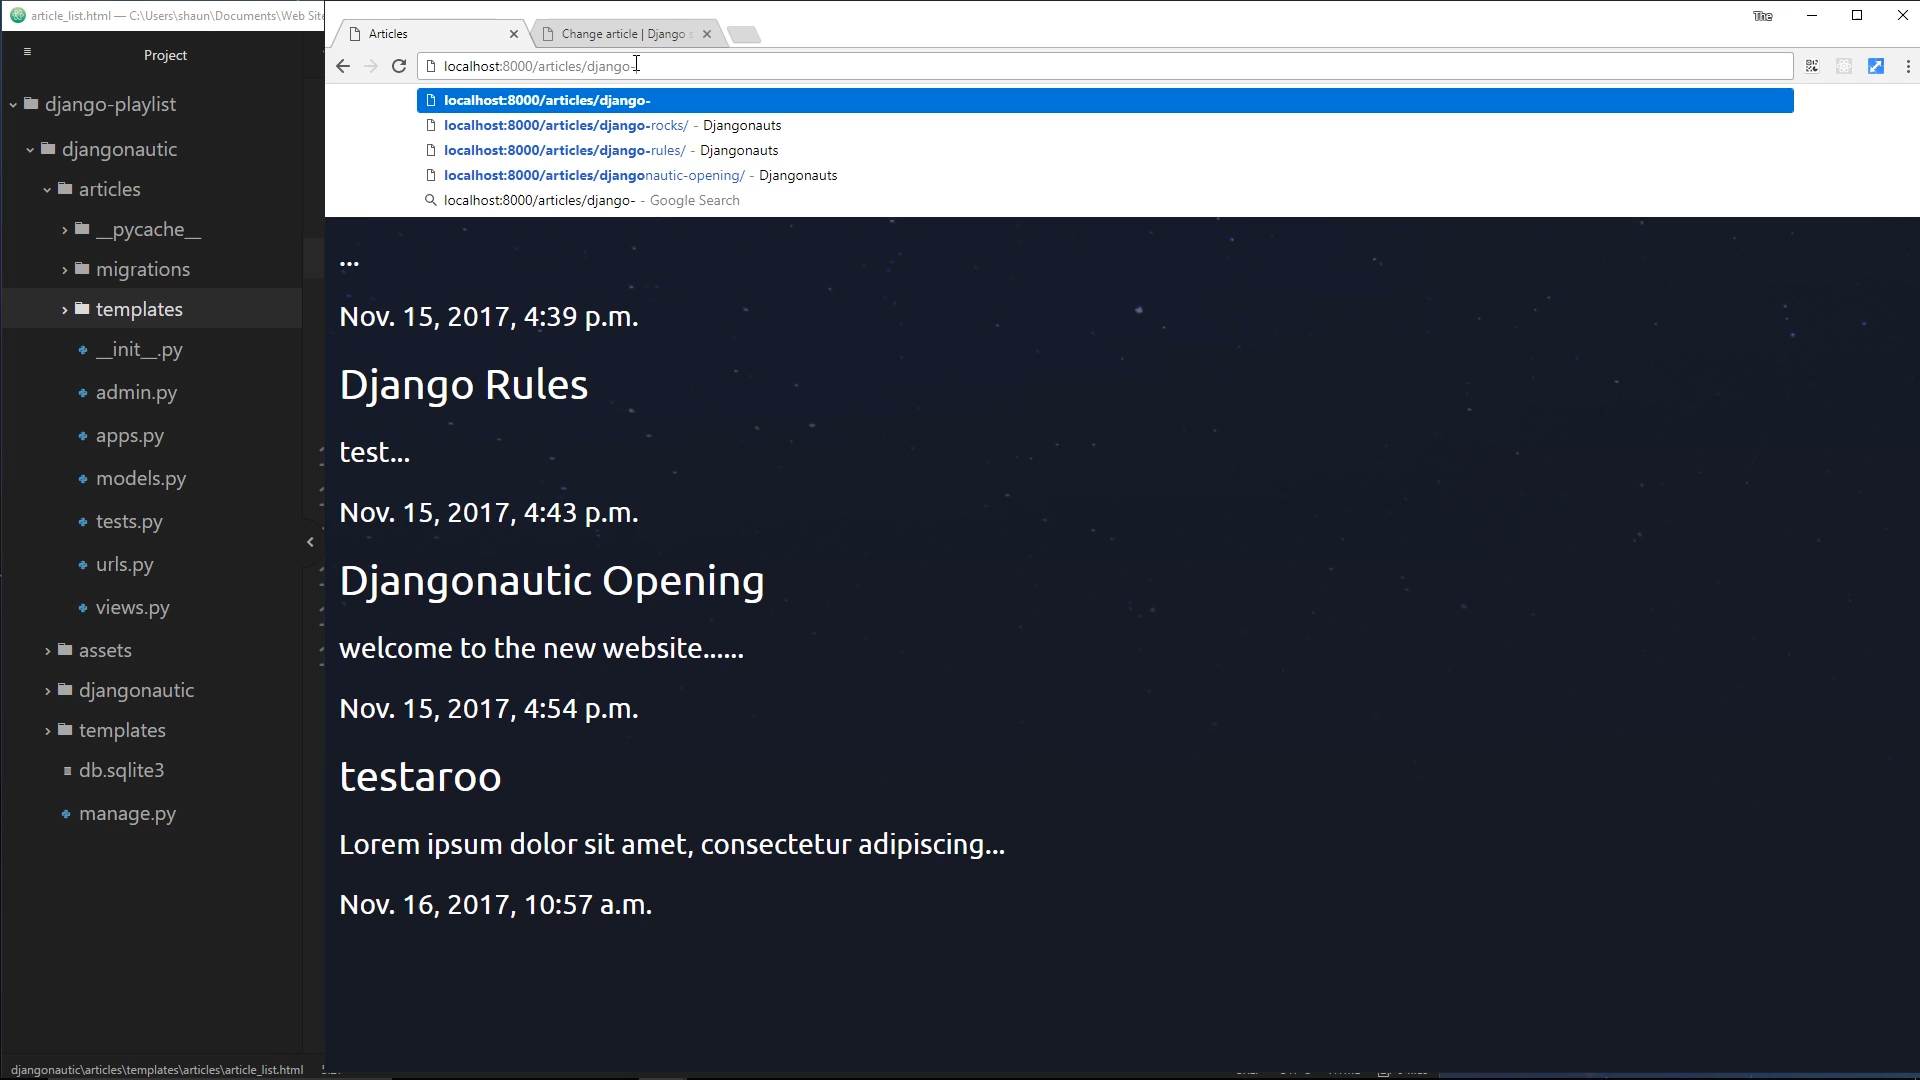 article_list.html — C:\Users\shaun\Documents\Web Site
Project
django-playlist
djangonautic
articles
__pycache__
migrations
templates
__init__.py
admin.py
apps.py
models.py
tests.py
urls.py
views.py
assets
djangonautic
templates
db.sqlite3
manage.py
djangonautic\articles\templates\articles\article_list.html
Articles
Change article | Django s
The
localhost:8000/articles/django-
localhost:8000/articles/django-
localhost:8000/articles/django-rocks/ - Djangonauts
localhost:8000/articles/django-rules/ - Djangonauts
localhost:8000/articles/djangonautic-opening/ - Djangonauts
localhost:8000/articles/django- - Google Search
...
Nov. 15, 2017, 4:39 p.m.
Django Rules
test...
Nov. 15, 2017, 4:43 p.m.
Djangonautic Opening
welcome to the new website......
Nov. 15, 2017, 4:54 p.m.
testaroo
Lorem ipsum dolor sit amet, consectetur adipiscing...
Nov. 16, 2017, 10:57 a.m.